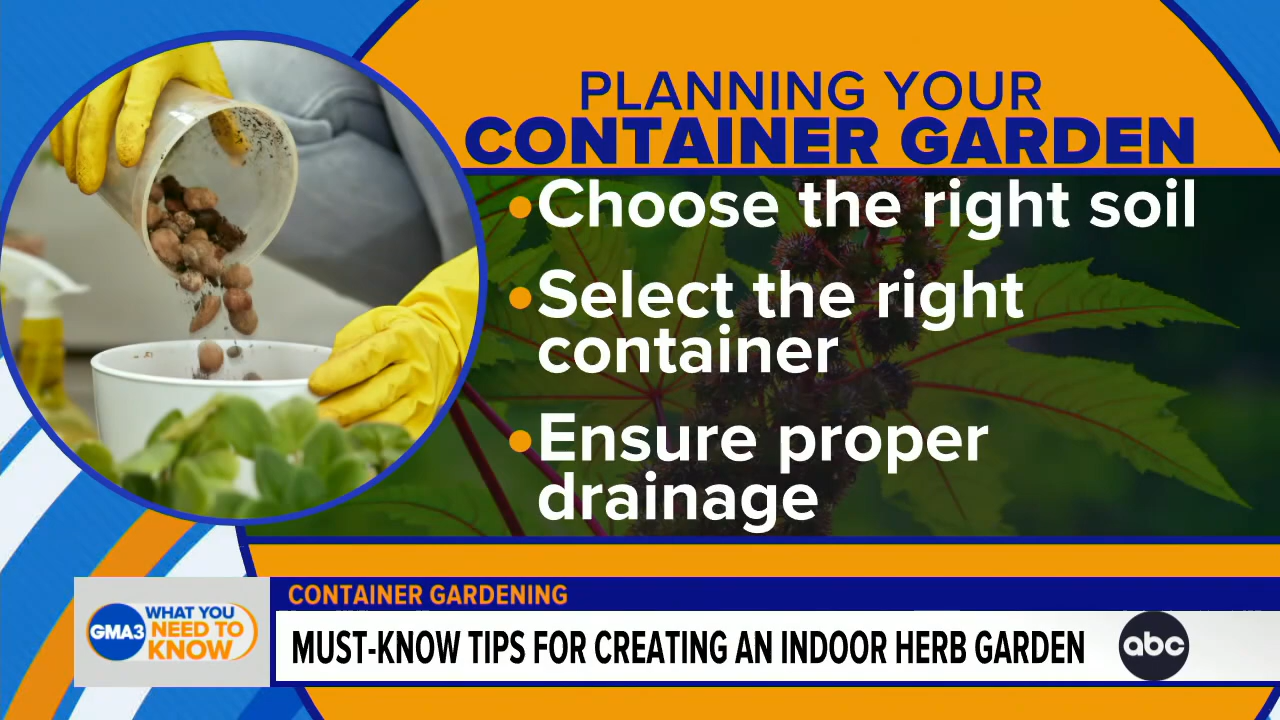 PLANNING YOUR
CONTAINER GARDEN
•Choose the right soil
•Select the right
container
•Ensure proper
drainage
CONTAINER GARDENING
GMA3
WHAT YOU
NEED TO
KNOW
MUST-KNOW TIPS FOR CREATING AN INDOOR HERB GARDEN
abc